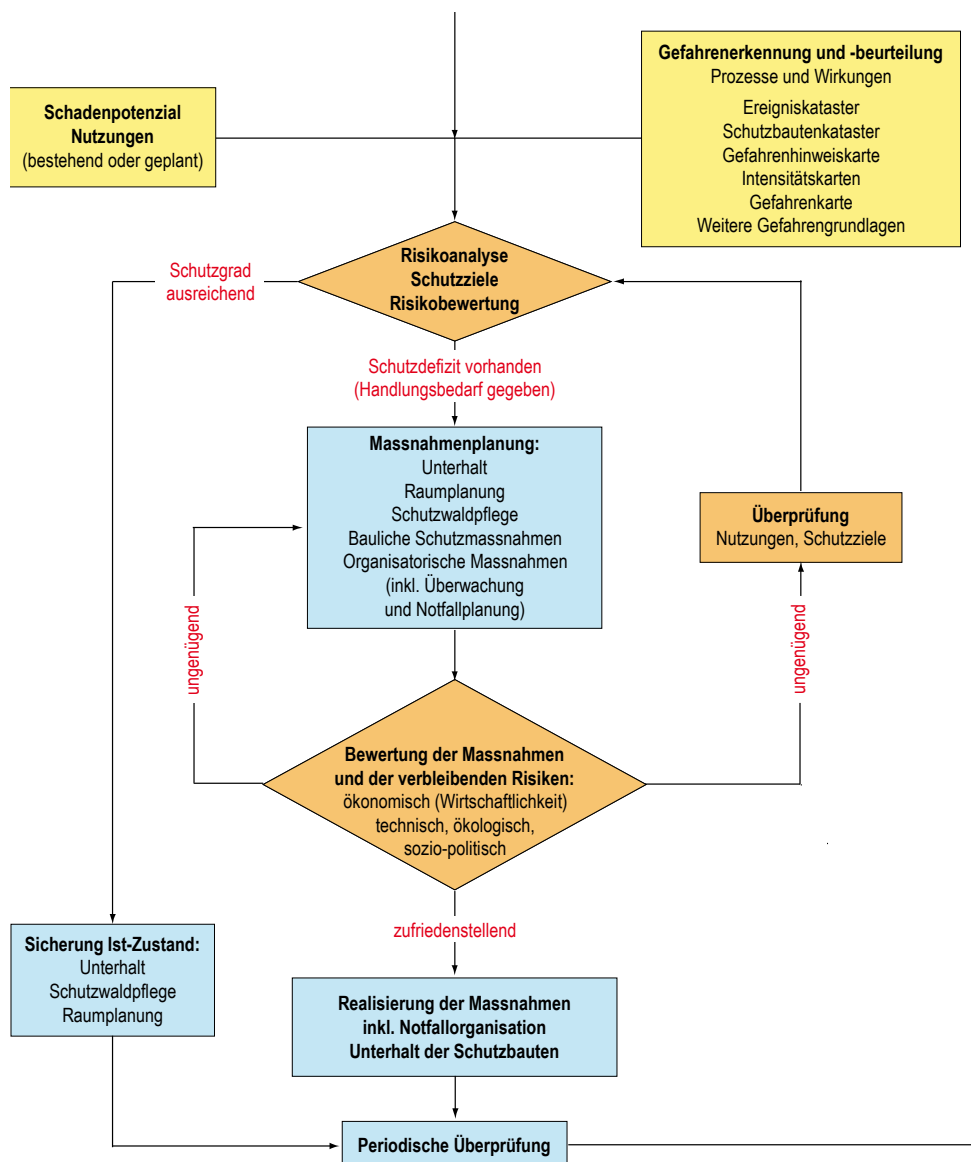 Gefahrenerkennung und -beurteilung
Prozesse und Wirkungen
Ereigniskataster
Schutzbautenkataster
Gefahrenhinweiskarte
Intensitätskarten
Gefahrenkarte
Weitere Gefahrengrundlagen
Schadenpotenzial
Nutzungen
(bestehend oder geplant)
Risikoanalyse
Schutzziele
Risikobewertung
Schutzgrad
ausreichend
Schutzdefizit vorhanden
(Handlungsbedarf gegeben)
Massnahmenplanung:
Unterhalt
Raumplanung
Schutzwaldpflege
Bauliche Schutzmassnahmen
Organisatorische Massnahmen
(inkl. Überwachung
und Notfallplanung)
Überprüfung
Nutzungen, Schutzziele
ungenügend
ungenügend
Bewertung der Massnahmen
und der verbleibenden Risiken:
ökonomisch (Wirtschaftlichkeit)
technisch, ökologisch,
sozio-politisch
zufriedenstellend
Sicherung Ist-Zustand:
Unterhalt
Schutzwaldpflege
Raumplanung
Realisierung der Massnahmen
inkl. Notfallorganisation
Unterhalt der Schutzbauten
Periodische Überprüfung